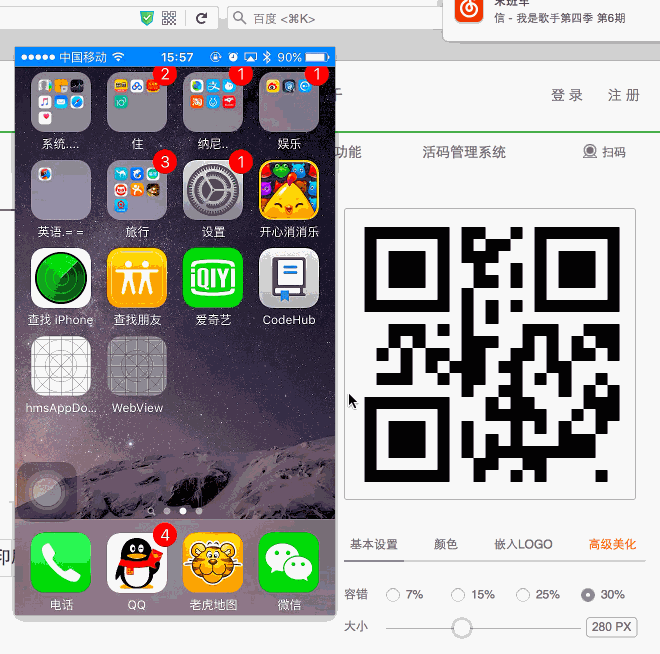 百度 <⌘K>
信 - 我是歌手第四季 第6期
中国移动 15:57 90%
登 录 注 册
2 1 1
系统.... 住 纳尼.. 娱乐
功能 活码管理系统 扫码
3 1
英语.= = 旅行 设置 开心消消乐
iQIYI
查找 iPhone 查找朋友 爱奇艺 CodeHub
hmsAppDo... WebView
4
电话 QQ 老虎地图 微信
基本设置 颜色 嵌入LOGO 高级美化
容错 7% 15% 25% 30%
大小 280 PX